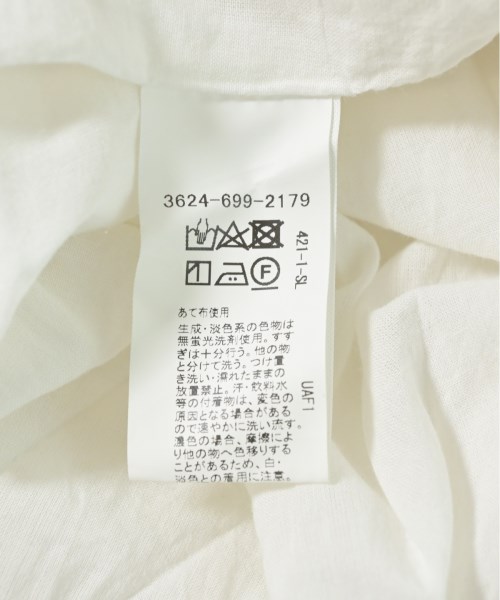 3624-699-2179
F
421-1-SL
あて布使用
生成・淡色系の色物は
無蛍光洗剤使用。すす
ぎは十分行う。他の物
と分けて洗う。つけ置
き洗い・濡れたままの
放置禁止。汗・飲料水
等の付着物は、変色の
原因となる場合がある
ので速やかに洗い流す。
濃色の場合、摩擦によ
り他の物へ色移りする
ことがあるため、白・
淡色との着用に注意。
UAF1